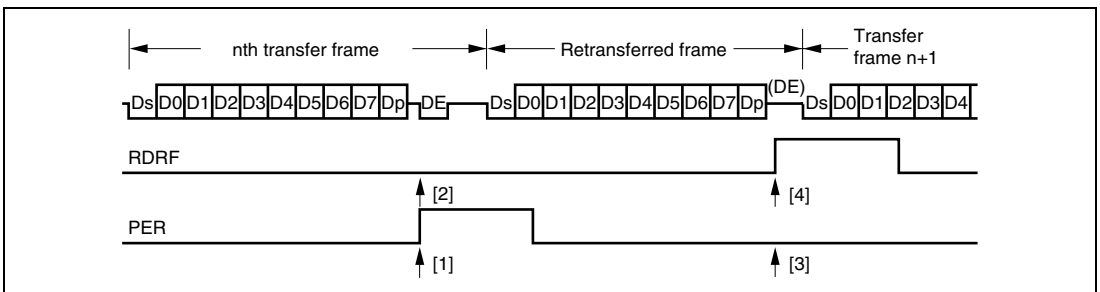 nth transfer frame
Retransferred frame
Transfer
frame n+1
Ds D0 D1 D2 D3 D4 D5 D6 D7 Dp DE Ds D0 D1 D2 D3 D4 D5 D6 D7 Dp (DE) Ds D0 D1 D2 D3 D4
RDRF
[2] [4]
PER
[1] [3]